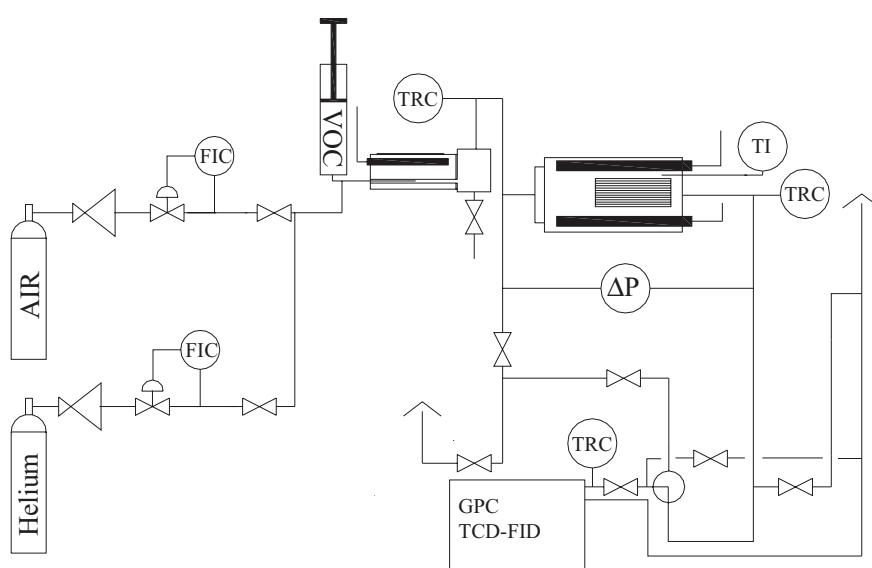 VOC
TRC
FIC
TI
TRC
AIR
ΔP
FIC
TRC
Helium
GPC
TCD-FID